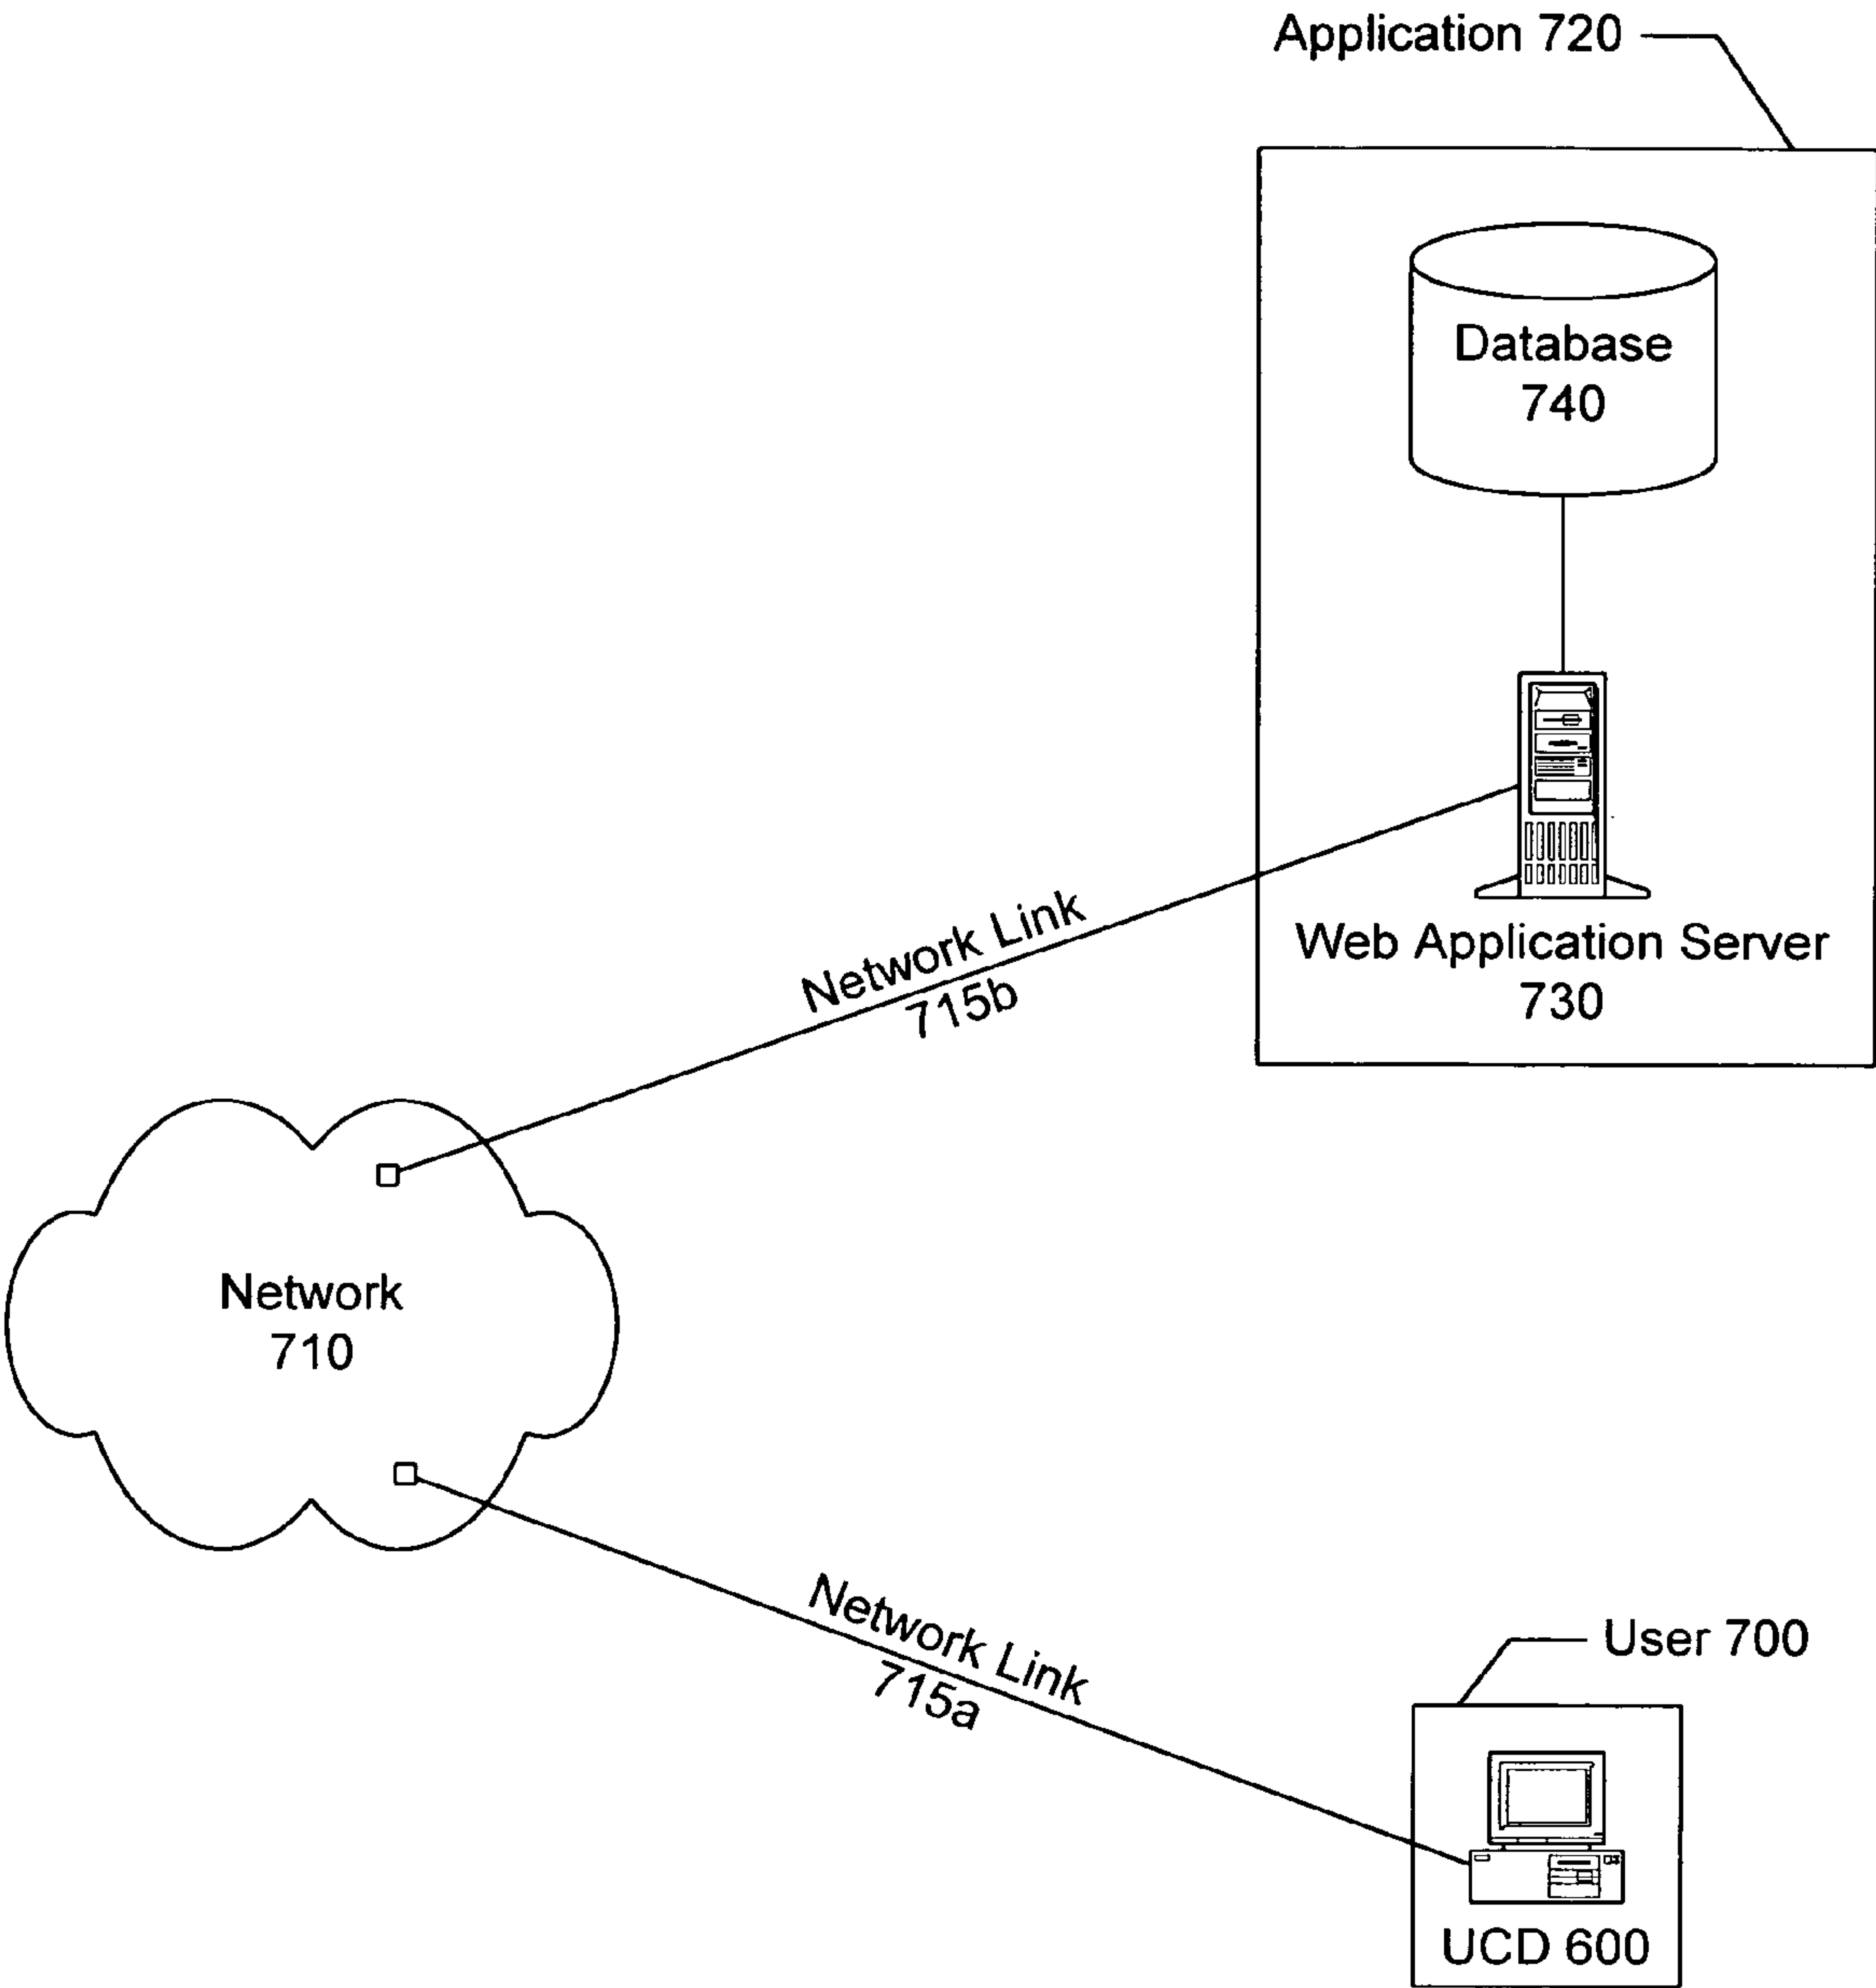 Application 720
Database
740
Web Application Server
730
Network Link
715b
Network
710
Network Link
715a
User 700
UCD 600